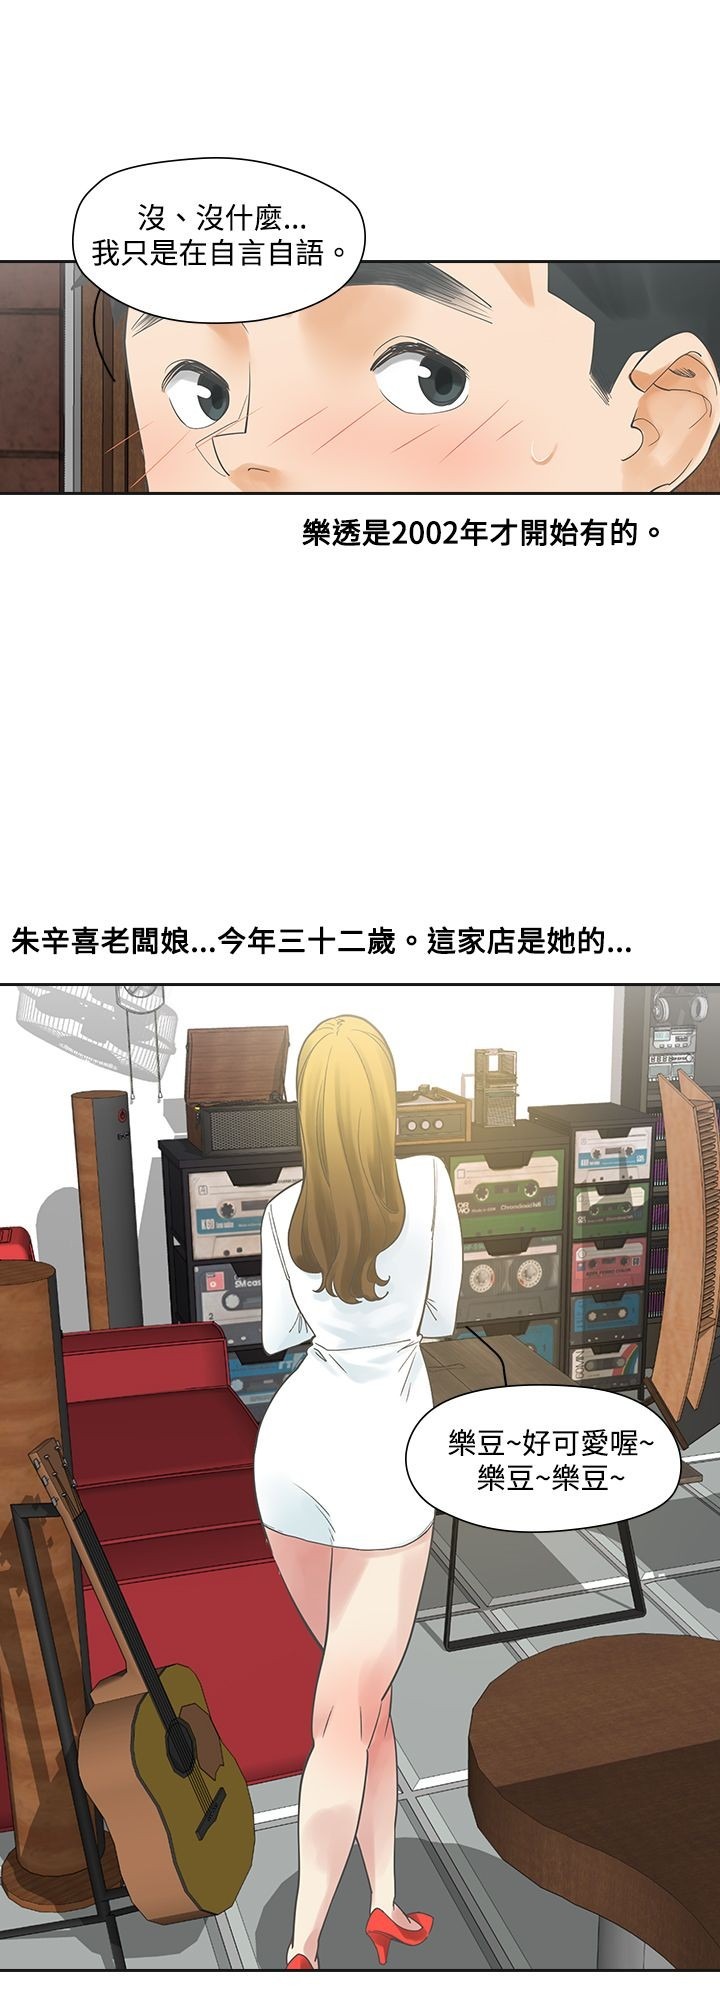 沒、沒什麼...
我只是在自言自語。
樂透是2002年才開始有的。
朱辛喜老闆娘...今年三十二歲。這家店是她的...
樂豆~好可愛喔~
樂豆~樂豆~